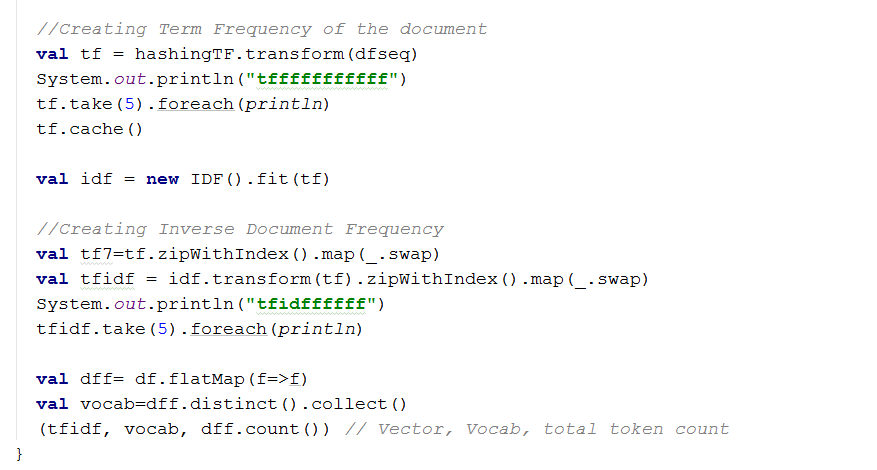 //Creating Term Frequency of the document
val tf = hashingTF.transform(dfseq)
System.out.println("tffffffffffff")
tf.take(5).foreach(println)
tf.cache()
val idf = new IDF().fit(tf)
//Creating Inverse Document Frequency
val tf7=tf.zipWithIndex().map(_.swap)
val tfidf = idf.transform(tf).zipWithIndex().map(_.swap)
System.out.println("tfidffffff")
tfidf.take(5).foreach(println)
val dff= df.flatMap(f=>f)
val vocab=dff.distinct().collect()
(tfidf, vocab, dff.count()) // Vector, Vocab, total token count
}